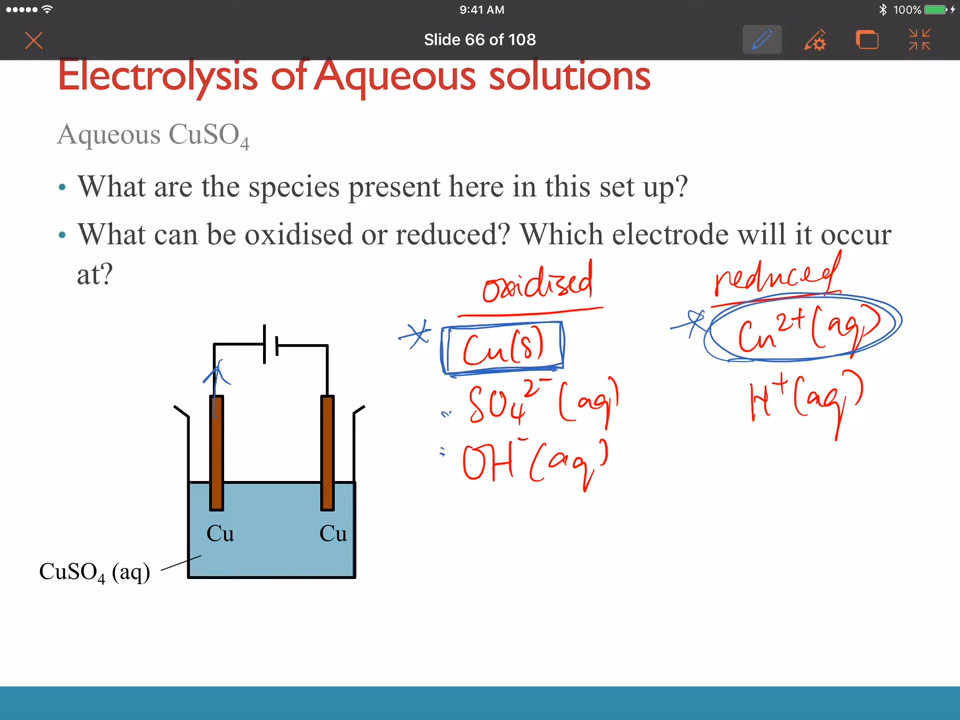 9:41 AM
100%
Slide 66 of 108
Electrolysis of Aqueous solutions
Aqueous CuSO₄
• What are the species present here in this set up?
• What can be oxidised or reduced? Which electrode will it occur
at?
oxidised
reduced
Cu(s)
Cu²⁺(aq)
SO₄²⁻(aq)
H⁺(aq)
OH⁻(aq)
Cu
Cu
CuSO₄ (aq)